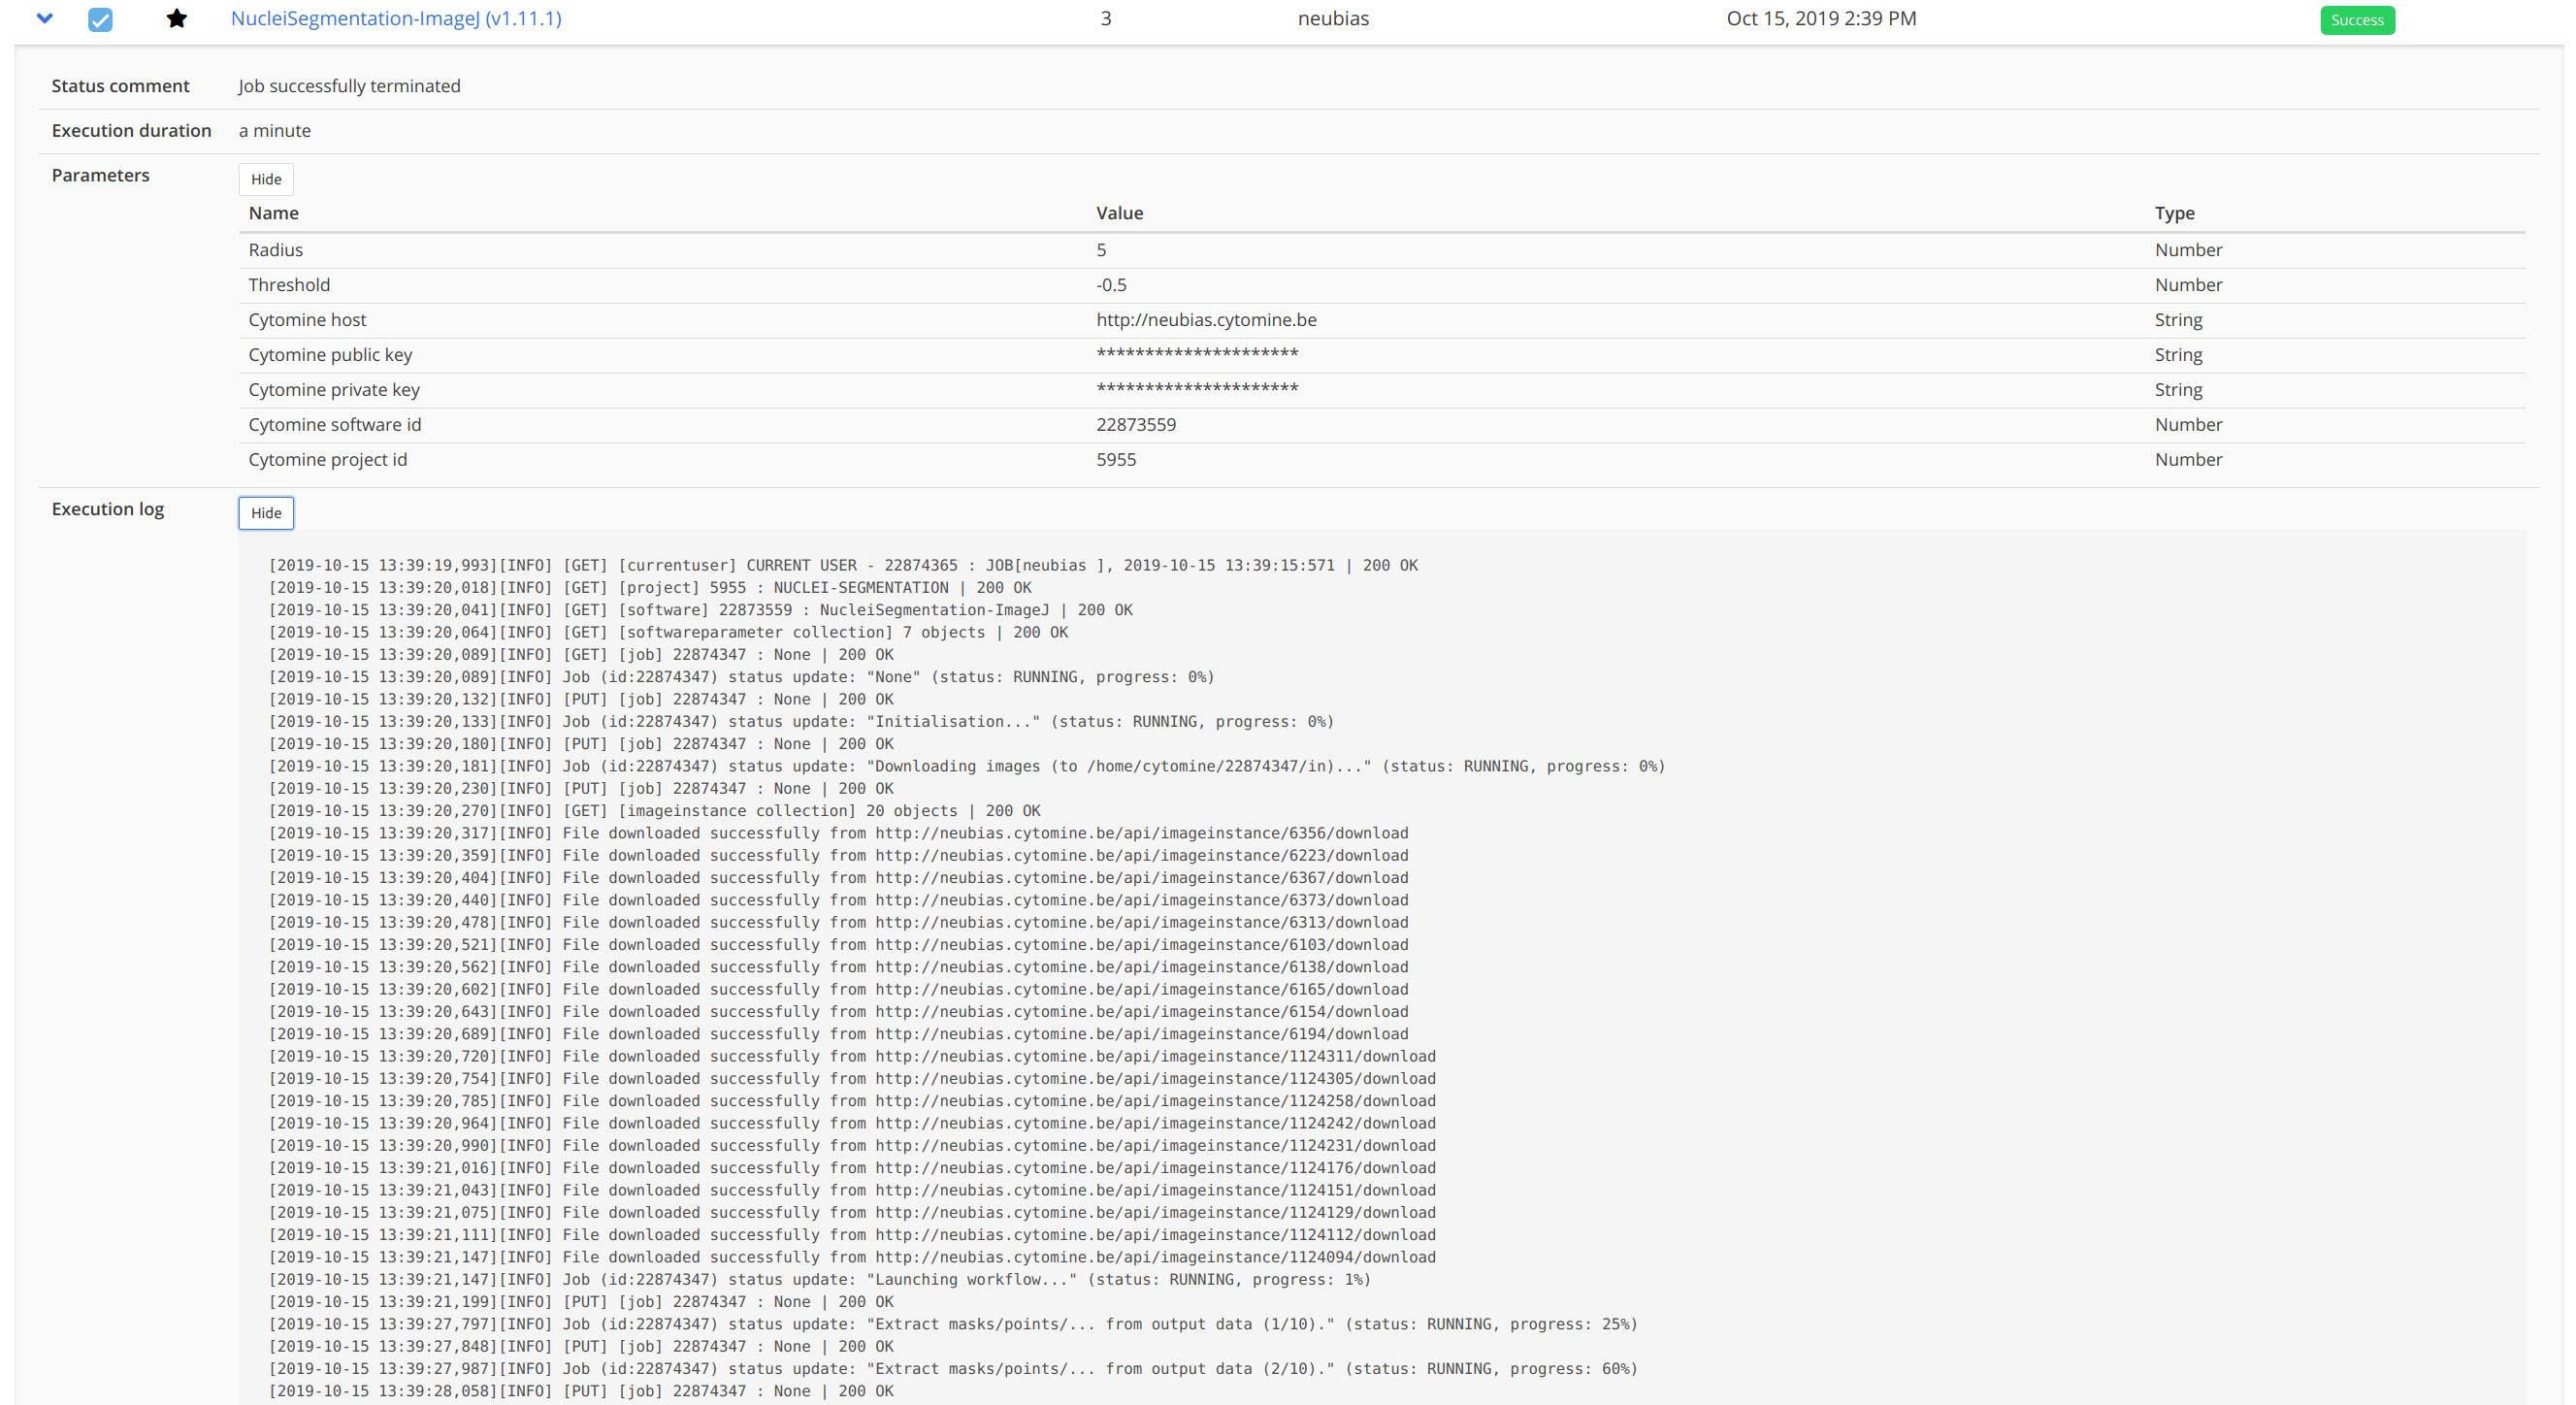 NucleiSegmentation-ImageJ (v1.11.1) 3 neubias Oct 15, 2019 2:39 PM Success
Status comment Job successfully terminated
Execution duration a minute
Parameters Hide
Name Value Type
Radius 5 Number
Threshold -0.5 Number
Cytomine host http://neubias.cytomine.be String
Cytomine public key ********************* String
Cytomine private key ********************* String
Cytomine software id 22873559 Number
Cytomine project id 5955 Number
Execution log Hide
[2019-10-15 13:39:19,993][INFO] [GET] [currentuser] CURRENT USER - 22874365 : JOB[neubias ], 2019-10-15 13:39:15:571 | 200 OK
[2019-10-15 13:39:20,018][INFO] [GET] [project] 5955 : NUCLEI-SEGMENTATION | 200 OK
[2019-10-15 13:39:20,041][INFO] [GET] [software] 22873559 : NucleiSegmentation-ImageJ | 200 OK
[2019-10-15 13:39:20,064][INFO] [GET] [softwareparameter collection] 7 objects | 200 OK
[2019-10-15 13:39:20,089][INFO] [GET] [job] 22874347 : None | 200 OK
[2019-10-15 13:39:20,089][INFO] Job (id:22874347) status update: "None" (status: RUNNING, progress: 0%)
[2019-10-15 13:39:20,132][INFO] [PUT] [job] 22874347 : None | 200 OK
[2019-10-15 13:39:20,133][INFO] Job (id:22874347) status update: "Initialisation..." (status: RUNNING, progress: 0%)
[2019-10-15 13:39:20,180][INFO] [PUT] [job] 22874347 : None | 200 OK
[2019-10-15 13:39:20,181][INFO] Job (id:22874347) status update: "Downloading images (to /home/cytomine/22874347/in)..." (status: RUNNING, progress: 0%)
[2019-10-15 13:39:20,230][INFO] [PUT] [job] 22874347 : None | 200 OK
[2019-10-15 13:39:20,270][INFO] [GET] [imageinstance collection] 20 objects | 200 OK
[2019-10-15 13:39:20,317][INFO] File downloaded successfully from http://neubias.cytomine.be/api/imageinstance/6356/download
[2019-10-15 13:39:20,359][INFO] File downloaded successfully from http://neubias.cytomine.be/api/imageinstance/6223/download
[2019-10-15 13:39:20,404][INFO] File downloaded successfully from http://neubias.cytomine.be/api/imageinstance/6367/download
[2019-10-15 13:39:20,440][INFO] File downloaded successfully from http://neubias.cytomine.be/api/imageinstance/6373/download
[2019-10-15 13:39:20,478][INFO] File downloaded successfully from http://neubias.cytomine.be/api/imageinstance/6313/download
[2019-10-15 13:39:20,521][INFO] File downloaded successfully from http://neubias.cytomine.be/api/imageinstance/6103/download
[2019-10-15 13:39:20,562][INFO] File downloaded successfully from http://neubias.cytomine.be/api/imageinstance/6138/download
[2019-10-15 13:39:20,602][INFO] File downloaded successfully from http://neubias.cytomine.be/api/imageinstance/6165/download
[2019-10-15 13:39:20,643][INFO] File downloaded successfully from http://neubias.cytomine.be/api/imageinstance/6154/download
[2019-10-15 13:39:20,689][INFO] File downloaded successfully from http://neubias.cytomine.be/api/imageinstance/6194/download
[2019-10-15 13:39:20,720][INFO] File downloaded successfully from http://neubias.cytomine.be/api/imageinstance/1124311/download
[2019-10-15 13:39:20,754][INFO] File downloaded successfully from http://neubias.cytomine.be/api/imageinstance/1124305/download
[2019-10-15 13:39:20,785][INFO] File downloaded successfully from http://neubias.cytomine.be/api/imageinstance/1124258/download
[2019-10-15 13:39:20,964][INFO] File downloaded successfully from http://neubias.cytomine.be/api/imageinstance/1124242/download
[2019-10-15 13:39:20,990][INFO] File downloaded successfully from http://neubias.cytomine.be/api/imageinstance/1124231/download
[2019-10-15 13:39:21,016][INFO] File downloaded successfully from http://neubias.cytomine.be/api/imageinstance/1124176/download
[2019-10-15 13:39:21,043][INFO] File downloaded successfully from http://neubias.cytomine.be/api/imageinstance/1124151/download
[2019-10-15 13:39:21,075][INFO] File downloaded successfully from http://neubias.cytomine.be/api/imageinstance/1124129/download
[2019-10-15 13:39:21,111][INFO] File downloaded successfully from http://neubias.cytomine.be/api/imageinstance/1124112/download
[2019-10-15 13:39:21,147][INFO] File downloaded successfully from http://neubias.cytomine.be/api/imageinstance/1124094/download
[2019-10-15 13:39:21,147][INFO] Job (id:22874347) status update: "Launching workflow..." (status: RUNNING, progress: 1%)
[2019-10-15 13:39:21,199][INFO] [PUT] [job] 22874347 : None | 200 OK
[2019-10-15 13:39:27,797][INFO] Job (id:22874347) status update: "Extract masks/points/... from output data (1/10)." (status: RUNNING, progress: 25%)
[2019-10-15 13:39:27,848][INFO] [PUT] [job] 22874347 : None | 200 OK
[2019-10-15 13:39:27,987][INFO] Job (id:22874347) status update: "Extract masks/points/... from output data (2/10)." (status: RUNNING, progress: 60%)
[2019-10-15 13:39:28,058][INFO] [PUT] [job] 22874347 : None | 200 OK